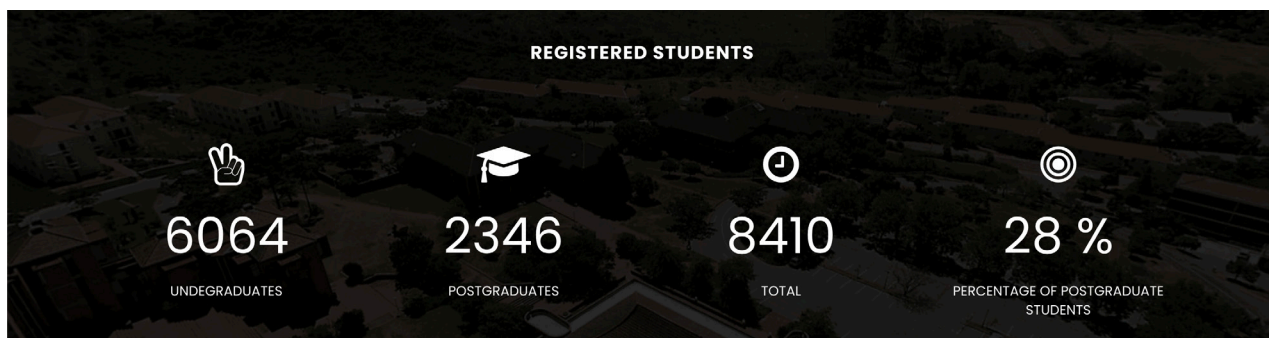 REGISTERED STUDENTS
6064
2346
8410
28 %
UNDEGRADUATES
POSTGRADUATES
TOTAL
PERCENTAGE OF POSTGRADUATE
STUDENTS